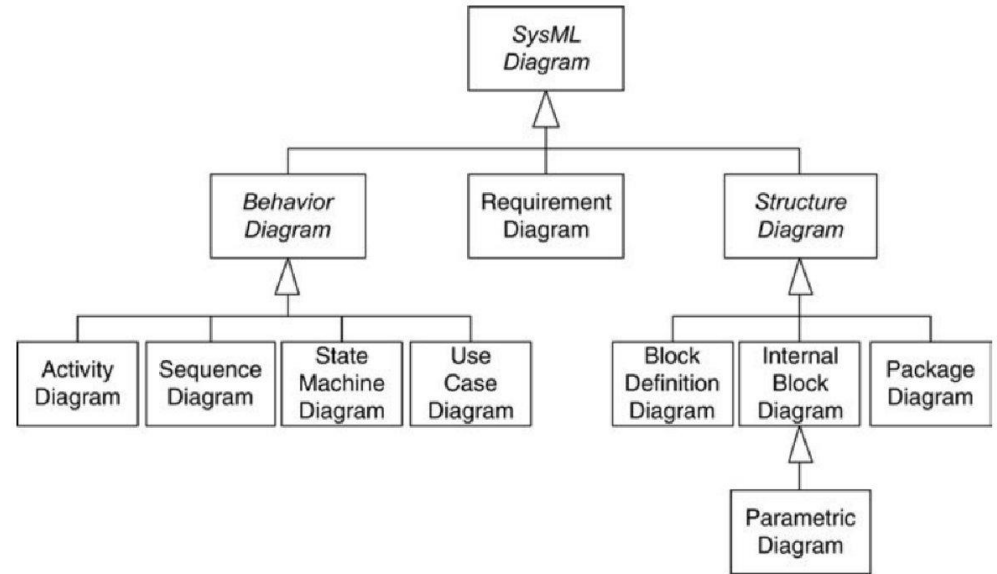 SysML
Diagram
Behavior
Diagram
Requirement
Diagram
Structure
Diagram
Activity
Diagram
Sequence
Diagram
State
Machine
Diagram
Use
Case
Diagram
Block
Definition
Diagram
Internal
Block
Diagram
Package
Diagram
Parametric
Diagram